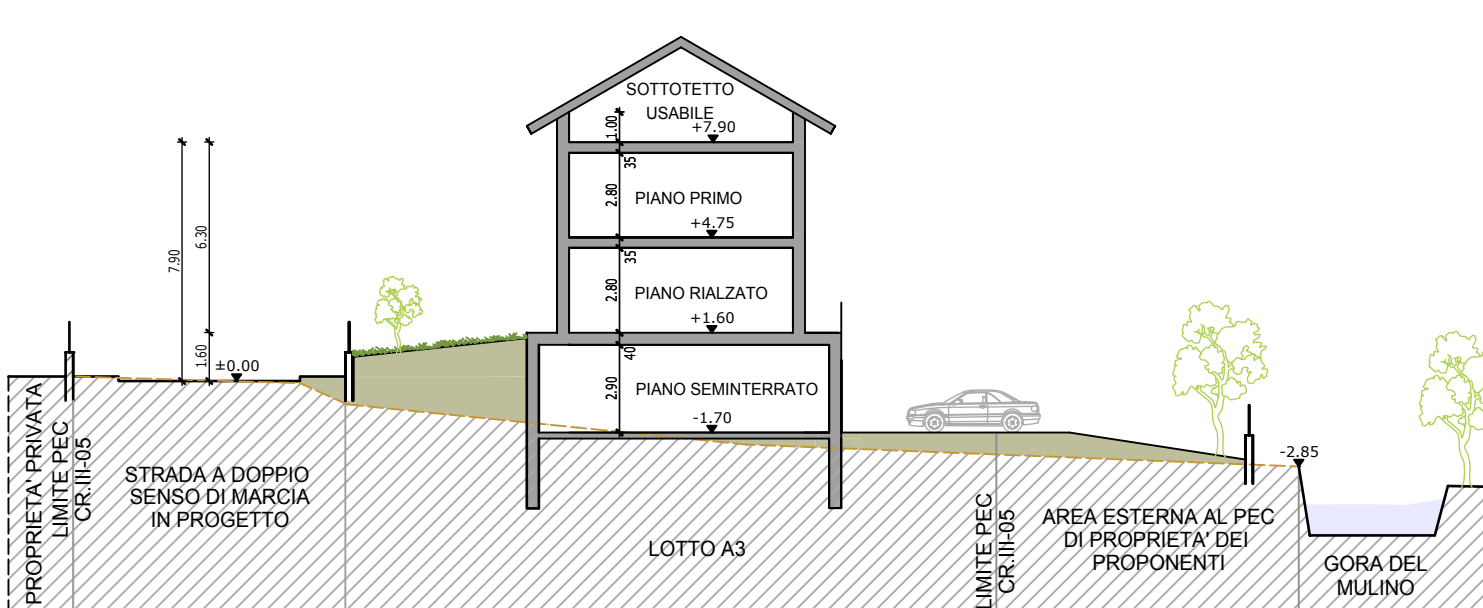 SOTTOTETTO
USABILE
1.00
+7.90
35
2.80
PIANO PRIMO
+4.75
35
2.80
PIANO RIALZATO
+1.60
40
2.90
PIANO SEMINTERRATO
-1.70
7.90
6.30
1.60
±0.00
-2.85
PROPRIETA' PRIVATA
LIMITE PEC
CR.III-05
STRADA A DOPPIO
SENSO DI MARCIA
IN PROGETTO
LOTTO A3
LIMITE PEC
CR.III-05
AREA ESTERNA AL PEC
DI PROPRIETA' DEI
PROPONENTI
GORA DEL
MULINO